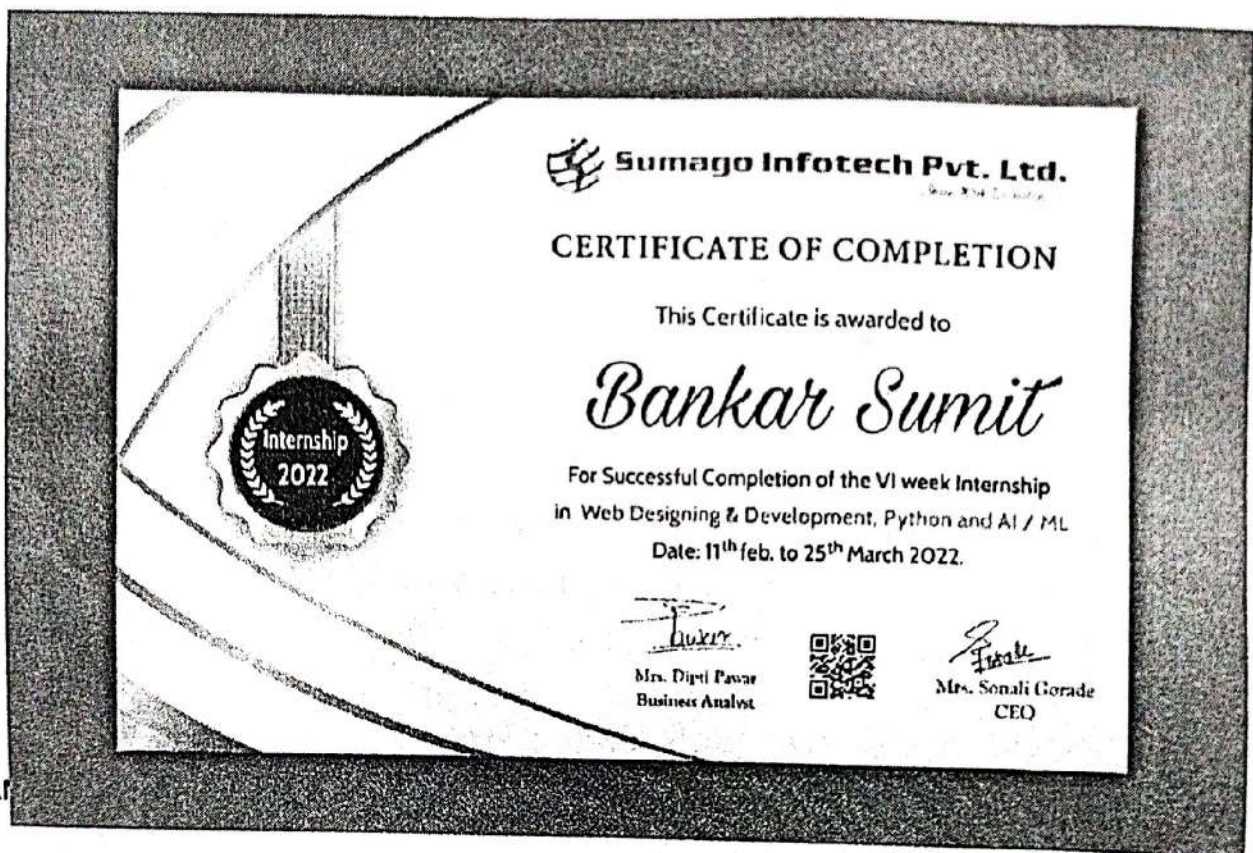 Sumago Infotech Pvt. Ltd.
CERTIFICATE OF COMPLETION
This Certificate is awarded to
Bankar Sumit
For Successful Completion of the VI week Internship
in Web Designing & Development, Python and AI / ML
Date: 11th feb. to 25th March 2022.
Internship
2022
Mrs. Dipti Pawar
Business Analyst
Mrs. Sonali Gorade
CEO